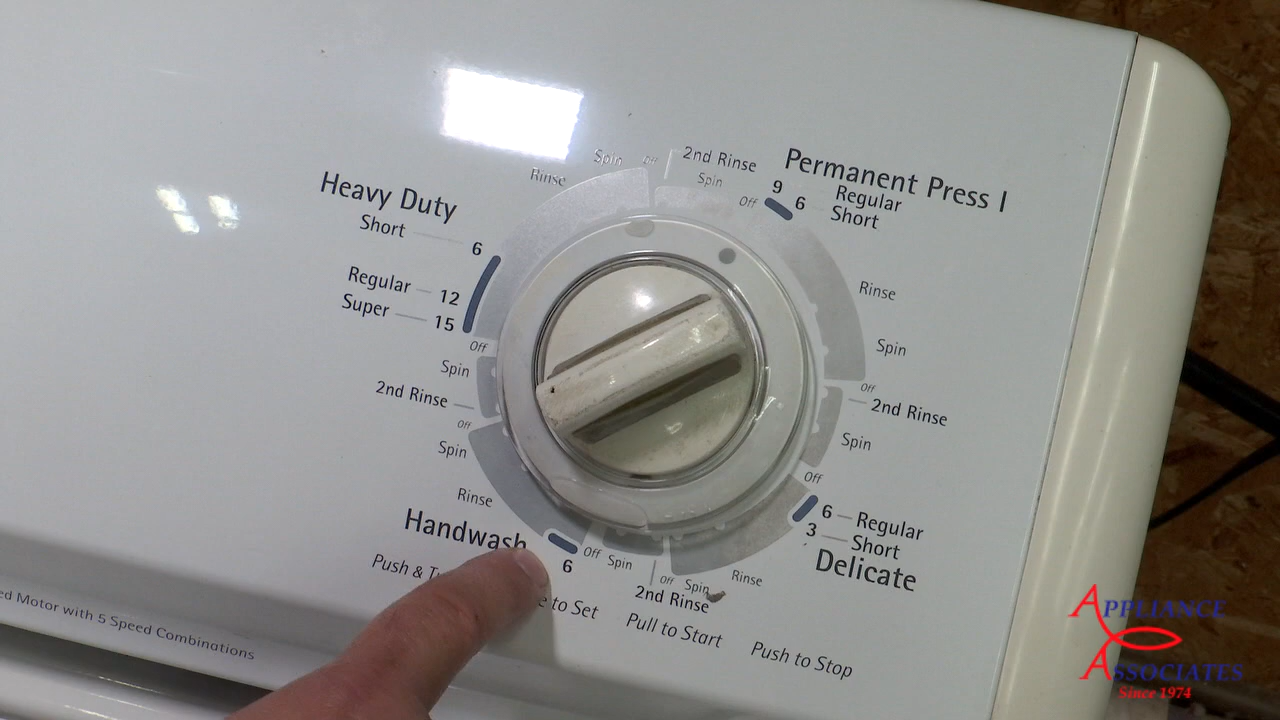 Spin
Off
Rinse
2nd Rinse
Spin
Off
Permanent Press I
9
6
Regular
Short
Heavy Duty
Short
6
Regular
12
Super
15
Off
Spin
2nd Rinse
Off
Spin
Rinse
Handwash
6
Off
Spin
Off
2nd Rinse
Spin
Rinse
Rinse
Spin
Off
2nd Rinse
Spin
Off
6
Regular
3
Short
Delicate
Push &
to Set
Pull to Start
Push to Stop
Motor with 5 Speed Combinations
APPLIANCE
ASSOCIATES
Since 1974